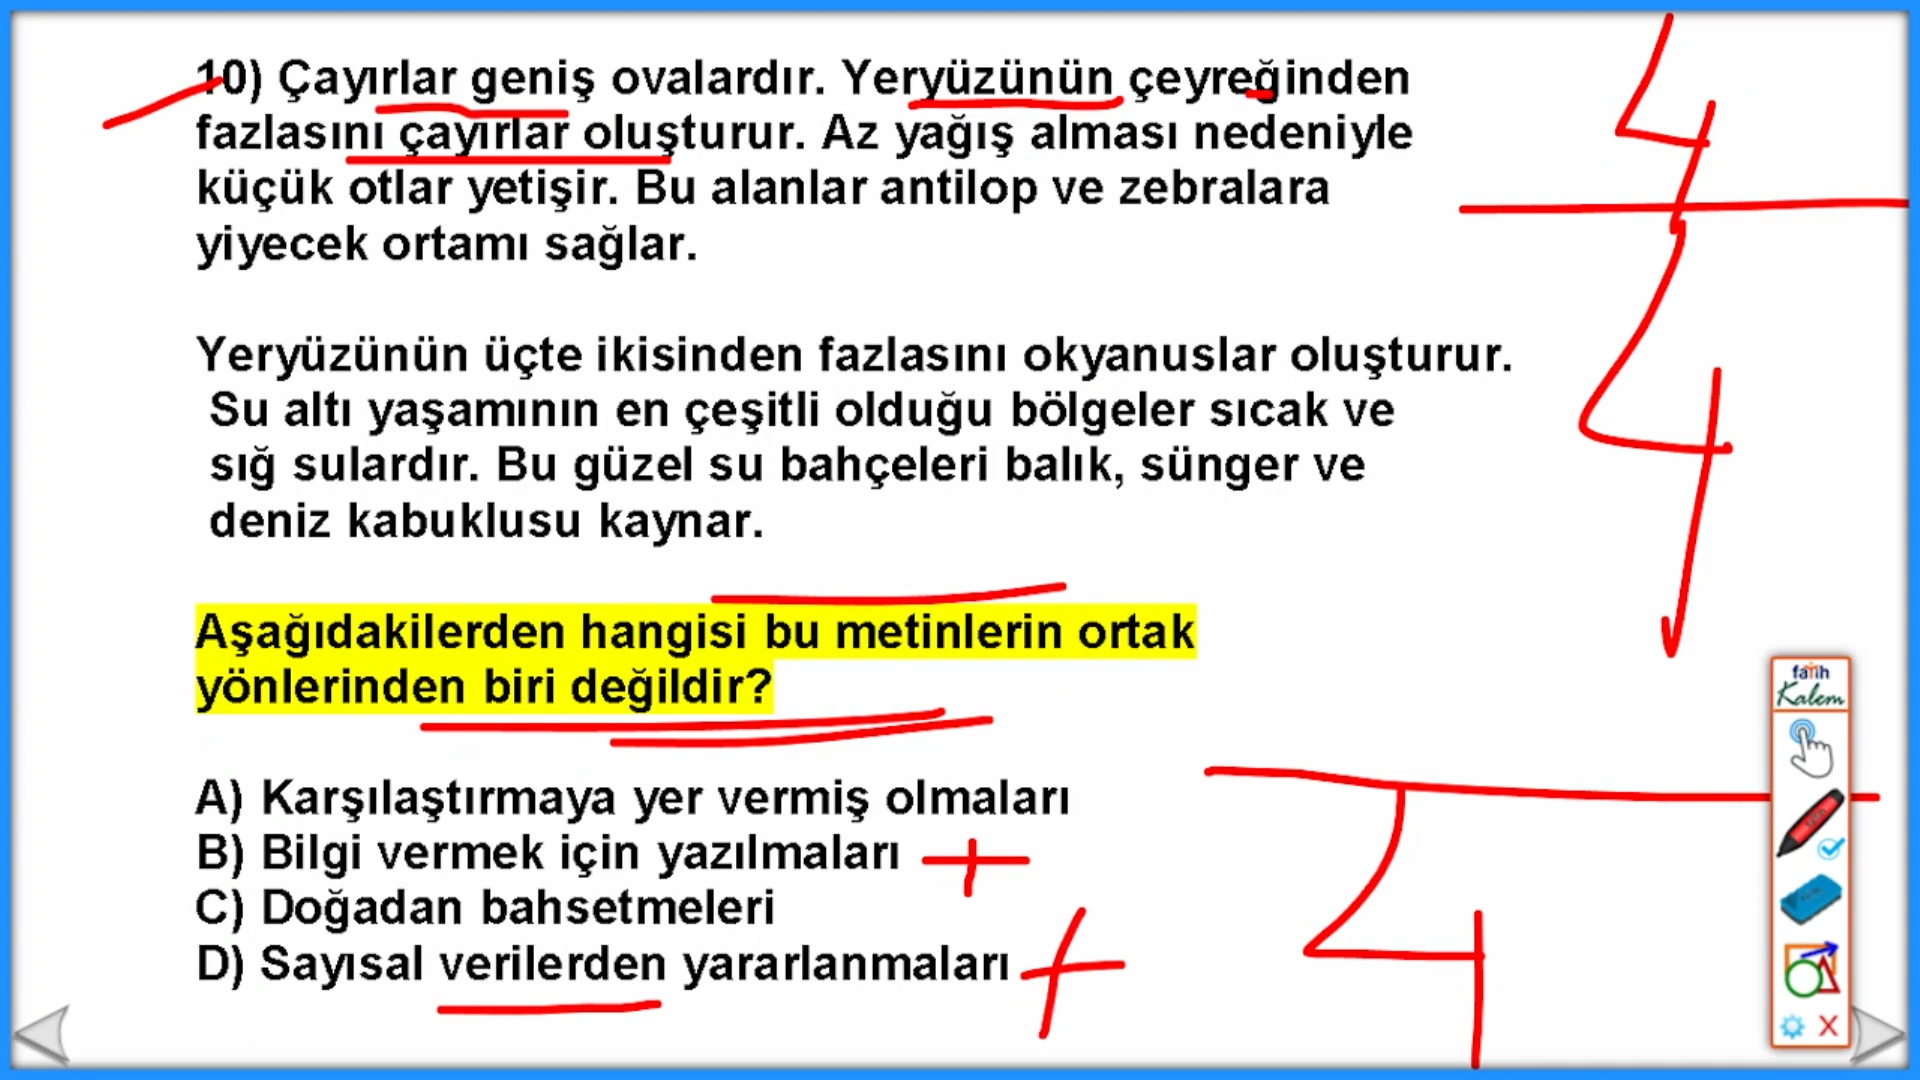 10) Çayırlar geniş ovalardır. Yeryüzünün çeyreğinden
fazlasını çayırlar oluşturur. Az yağış alması nedeniyle
küçük otlar yetişir. Bu alanlar antilop ve zebralara
yiyecek ortamı sağlar.
Yeryüzünün üçte ikisinden fazlasını okyanuslar oluşturur.
Su altı yaşamının en çeşitli olduğu bölgeler sıcak ve
sığ sulardır. Bu güzel su bahçeleri balık, sünger ve
deniz kabuklusu kaynar.
Aşağıdakilerden hangisi bu metinlerin ortak
yönlerinden biri değildir?
A) Karşılaştırmaya yer vermiş olmaları
B) Bilgi vermek için yazılmaları +
C) Doğadan bahsetmeleri
D) Sayısal verilerden yararlanmaları +
4
4
4
fatih
Kalem